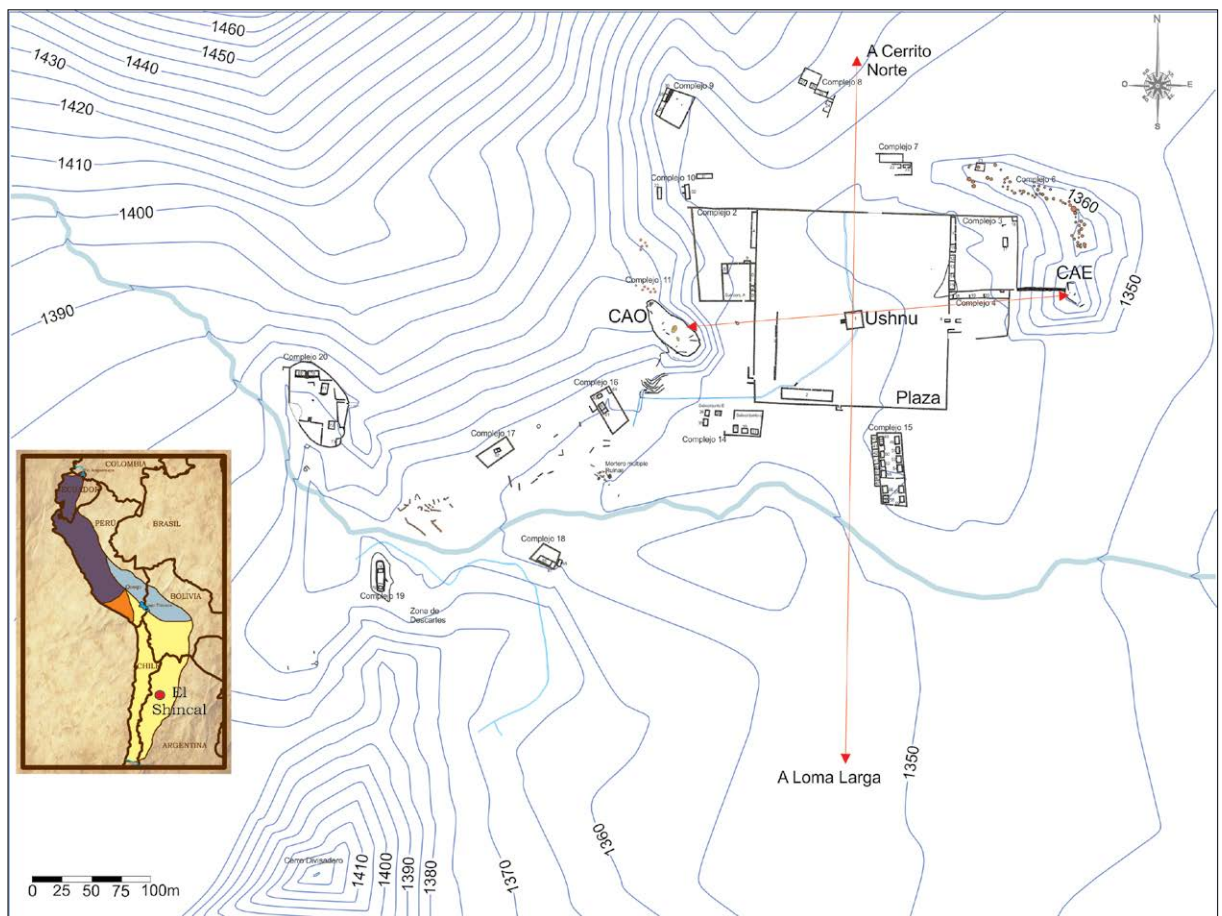 1460
1450
1440
1430
1420
1410
1400
1390
A Cerrito
Norte
N
O
E
S
Complejo 8
Complejo 9
Complejo 7
Complejo 10
Complejo 6
1360
Complejo 2
Complejo 3
CAE
1350
Complejo 11
Complejo 4
CAO
Ushnu
Complejo 20
Complejo 16
Plaza
Complejo 17
Complejo 14
Complejo 15
Mortero múltiple
Complejo 18
Complejo 19
Zona de
Descartes
COLOMBIA
ECUADOR
PERÚ
BRASIL
BOLIVIA
CHILE
El
Shincal
ARGENTINA
A Loma Larga
1350
1360
1370
1380
1390
1400
1410
Cerro Divisadero
0 25 50 75 100m